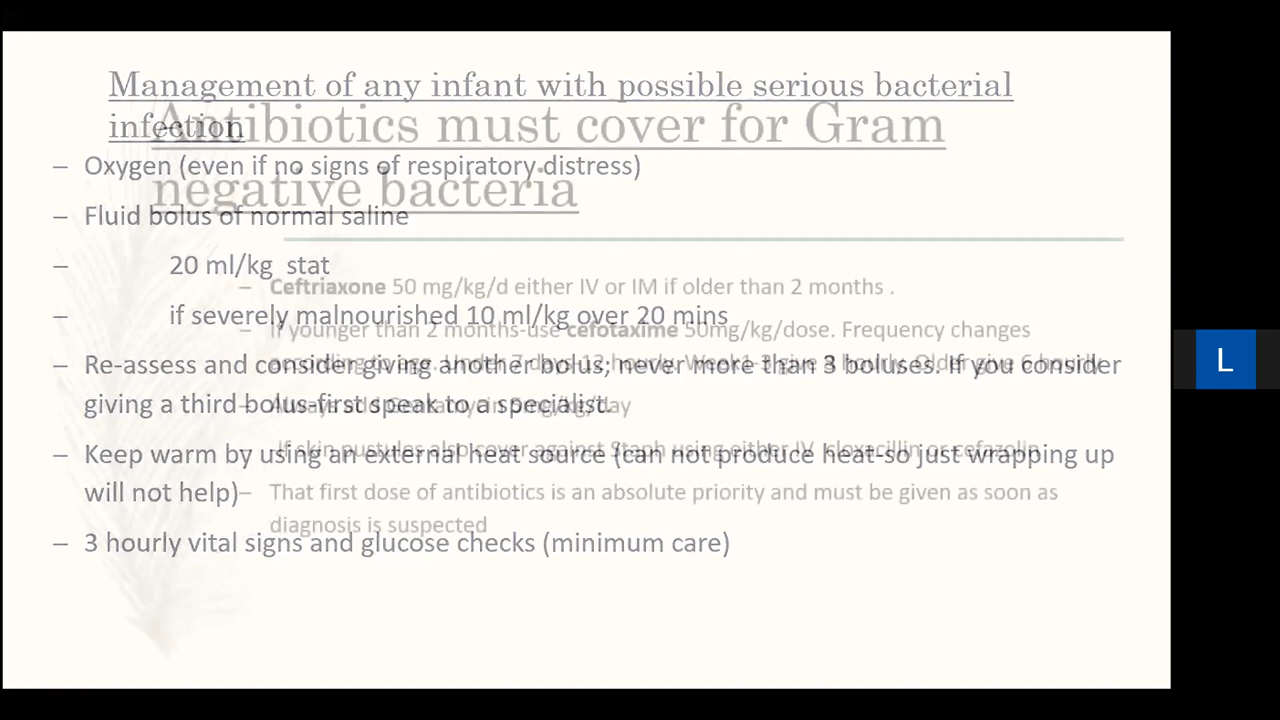 Management of any infant with possible serious bacterial
infection
– Oxygen (even if no signs of respiratory distress)
– Fluid bolus of normal saline
– 20 ml/kg stat
– if severely malnourished 10 ml/kg over 20 mins
– Re-assess and consider giving another bolus; never more than 3 boluses. If you consider
giving a third bolus-first speak to a specialist.
– Keep warm by using an external heat source (can not produce heat-so just wrapping up
will not help)
– 3 hourly vital signs and glucose checks (minimum care)
Antibiotics must cover for Gram
negative bacteria
– Ceftriaxone 50 mg/kg/d either IV or IM if older than 2 months .
– If younger than 2 months-use cefotaxime 50mg/kg/dose. Frequency changes
– If skin pustules also cover against Staph using either IV cloxacillin or cefazolin
– That first dose of antibiotics is an absolute priority and must be given as soon as
diagnosis is suspected
L